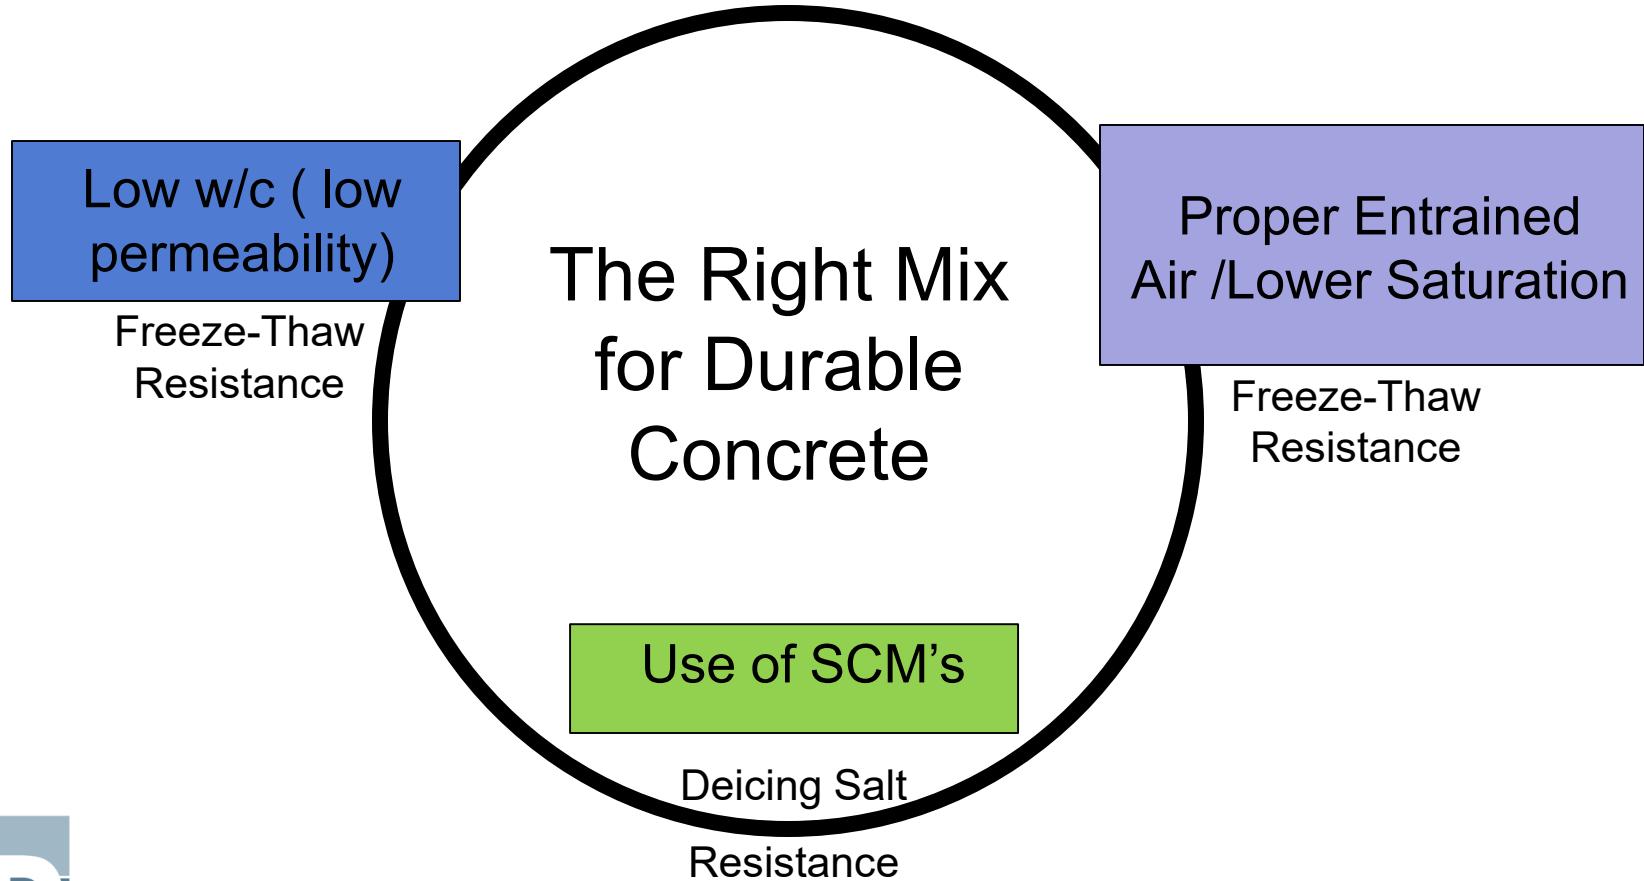 Low w/c ( low
permeability)
Freeze-Thaw
Resistance
The Right Mix
for Durable
Concrete
Proper Entrained
Air /Lower Saturation
Freeze-Thaw
Resistance
Use of SCM’s
Deicing Salt
Resistance